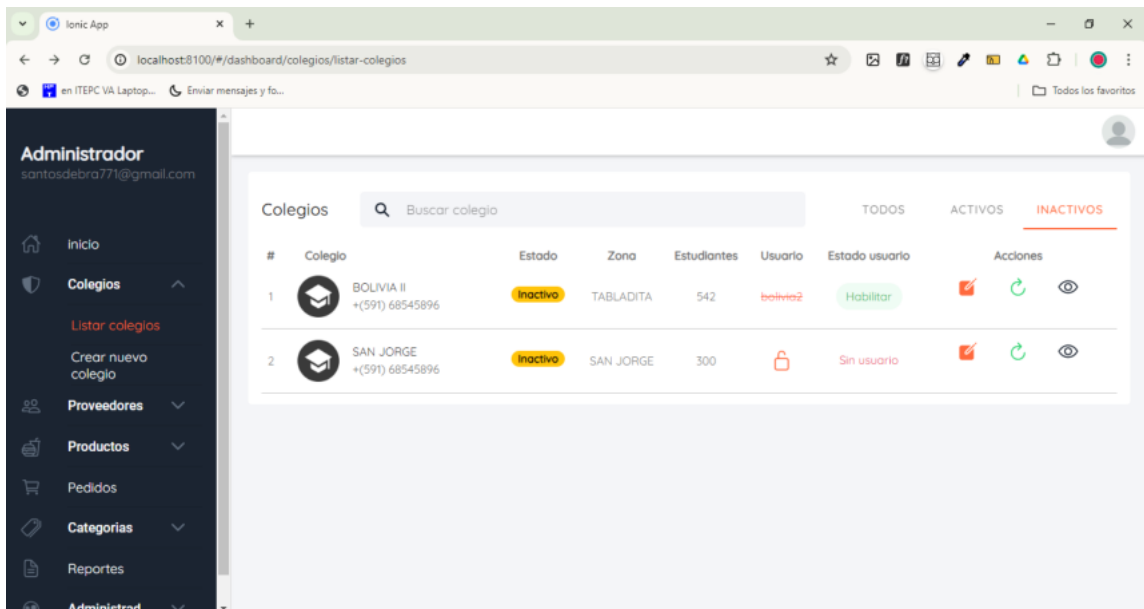 Ionic App
localhost:8100/#/dashboard/colegios/listar-colegios
en ITEPC VA Laptop... Enviar mensajes y fo... Todos los favoritos
Administrador
santosdebra771@gmail.com
Inicio
Colegios
Listar colegios
Crear nuevo
colegio
Proveedores
Productos
Pedidos
Categorias
Reportes
Administrad
Colegios Buscar colegio TODOS ACTIVOS INACTIVOS
# Colegio Estado Zona Estudiantes Usuario Estado usuario Acciones
1 BOLIVIA II Inactivo TABLADITA 542 bolivia2 Habilitar
+(591) 68545896
2 SAN JORGE Inactivo SAN JORGE 300 Sin usuario
+(591) 68545896